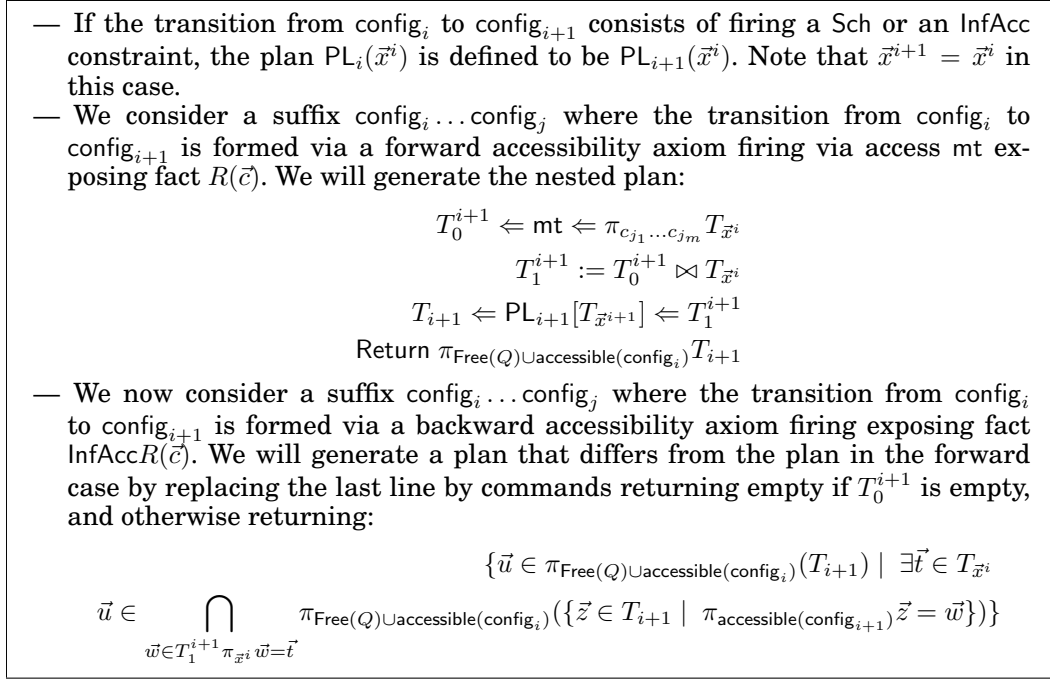 — If the transition from config_i to config_{i+1} consists of firing a Sch or an InfAcc
constraint, the plan PL_i(x⃗^i) is defined to be PL_{i+1}(x⃗^i). Note that x⃗^{i+1} = x⃗^i in
this case.
— We consider a suffix config_i … config_j where the transition from config_i to
config_{i+1} is formed via a forward accessibility axiom firing via access mt ex-
posing fact R(c⃗). We will generate the nested plan:
T_0^{i+1} ⇐ mt ⇐ π_{c_{j_1}…c_{j_m}} T_{x⃗^i}
T_1^{i+1} := T_0^{i+1} ⋈ T_{x⃗^i}
T_{i+1} ⇐ PL_{i+1}[T_{x⃗^{i+1}}] ⇐ T_1^{i+1}
Return π_{Free(Q)∪accessible(config_i)} T_{i+1}
— We now consider a suffix config_i … config_j where the transition from config_i
to config_{i+1} is formed via a backward accessibility axiom firing exposing fact
InfAccR(c⃗). We will generate a plan that differs from the plan in the forward
case by replacing the last line by commands returning empty if T_0^{i+1} is empty,
and otherwise returning:
{u⃗ ∈ π_{Free(Q)∪accessible(config_i)}(T_{i+1}) | ∃t⃗ ∈ T_{x⃗^i}
u⃗ ∈ ⋂_{w⃗∈T_1^{i+1} π_{x⃗^i} w⃗=t⃗} π_{Free(Q)∪accessible(config_i)}({z⃗ ∈ T_{i+1} | π_{accessible(config_{i+1})} z⃗ = w⃗})}